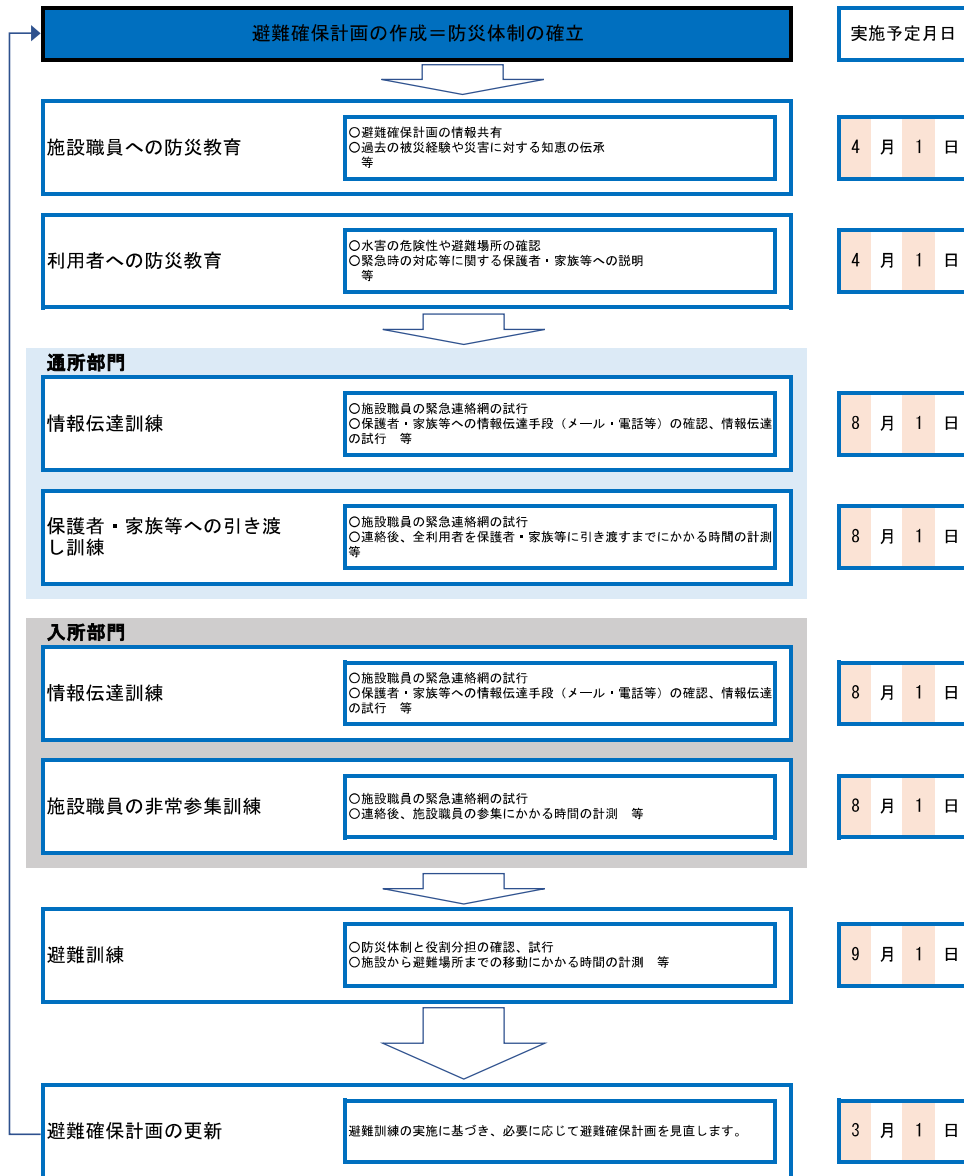 避難確保計画の作成＝防災体制の確立
実施予定月日
施設職員への防災教育
○避難確保計画の情報共有
○過去の被災経験や災害に対する知恵の伝承
等
4 月 1 日
利用者への防災教育
○水害の危険性や避難場所の確認
○緊急時の対応等に関する保護者・家族等への説明
等
4 月 1 日
通所部門
情報伝達訓練
○施設職員の緊急連絡網の試行
○保護者・家族等への情報伝達手段（メール・電話等）の確認、情報伝達
の試行　等
8 月 1 日
保護者・家族等への引き渡
し訓練
○施設職員の緊急連絡網の試行
○連絡後、全利用者を保護者・家族等に引き渡すまでにかかる時間の計測
等
8 月 1 日
入所部門
情報伝達訓練
○施設職員の緊急連絡網の試行
○保護者・家族等への情報伝達手段（メール・電話等）の確認、情報伝達
の試行　等
8 月 1 日
施設職員の非常参集訓練
○施設職員の緊急連絡網の試行
○連絡後、施設職員の参集にかかる時間の計測　等
8 月 1 日
避難訓練
○防災体制と役割分担の確認、試行
○施設から避難場所までの移動にかかる時間の計測　等
9 月 1 日
避難確保計画の更新
避難訓練の実施に基づき、必要に応じて避難確保計画を見直します。
3 月 1 日